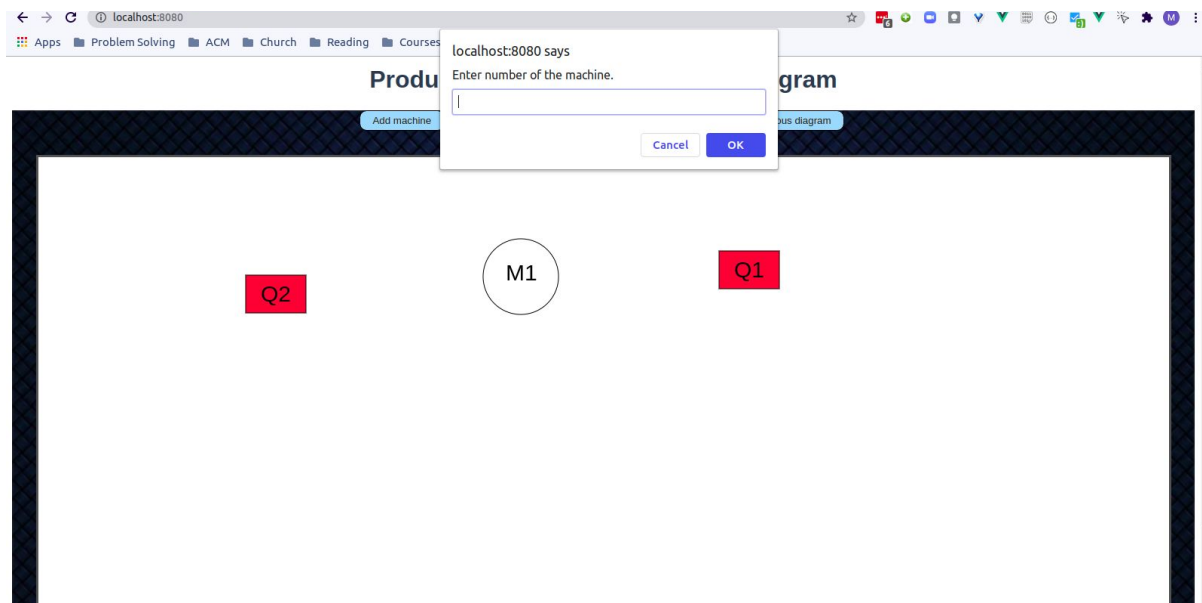 localhost:8080
Apps Problem Solving ACM Church Reading Courses
localhost:8080 says
Enter number of the machine.
Cancel OK
Produ gram
Add machine ous diagram
M1
Q1
Q2